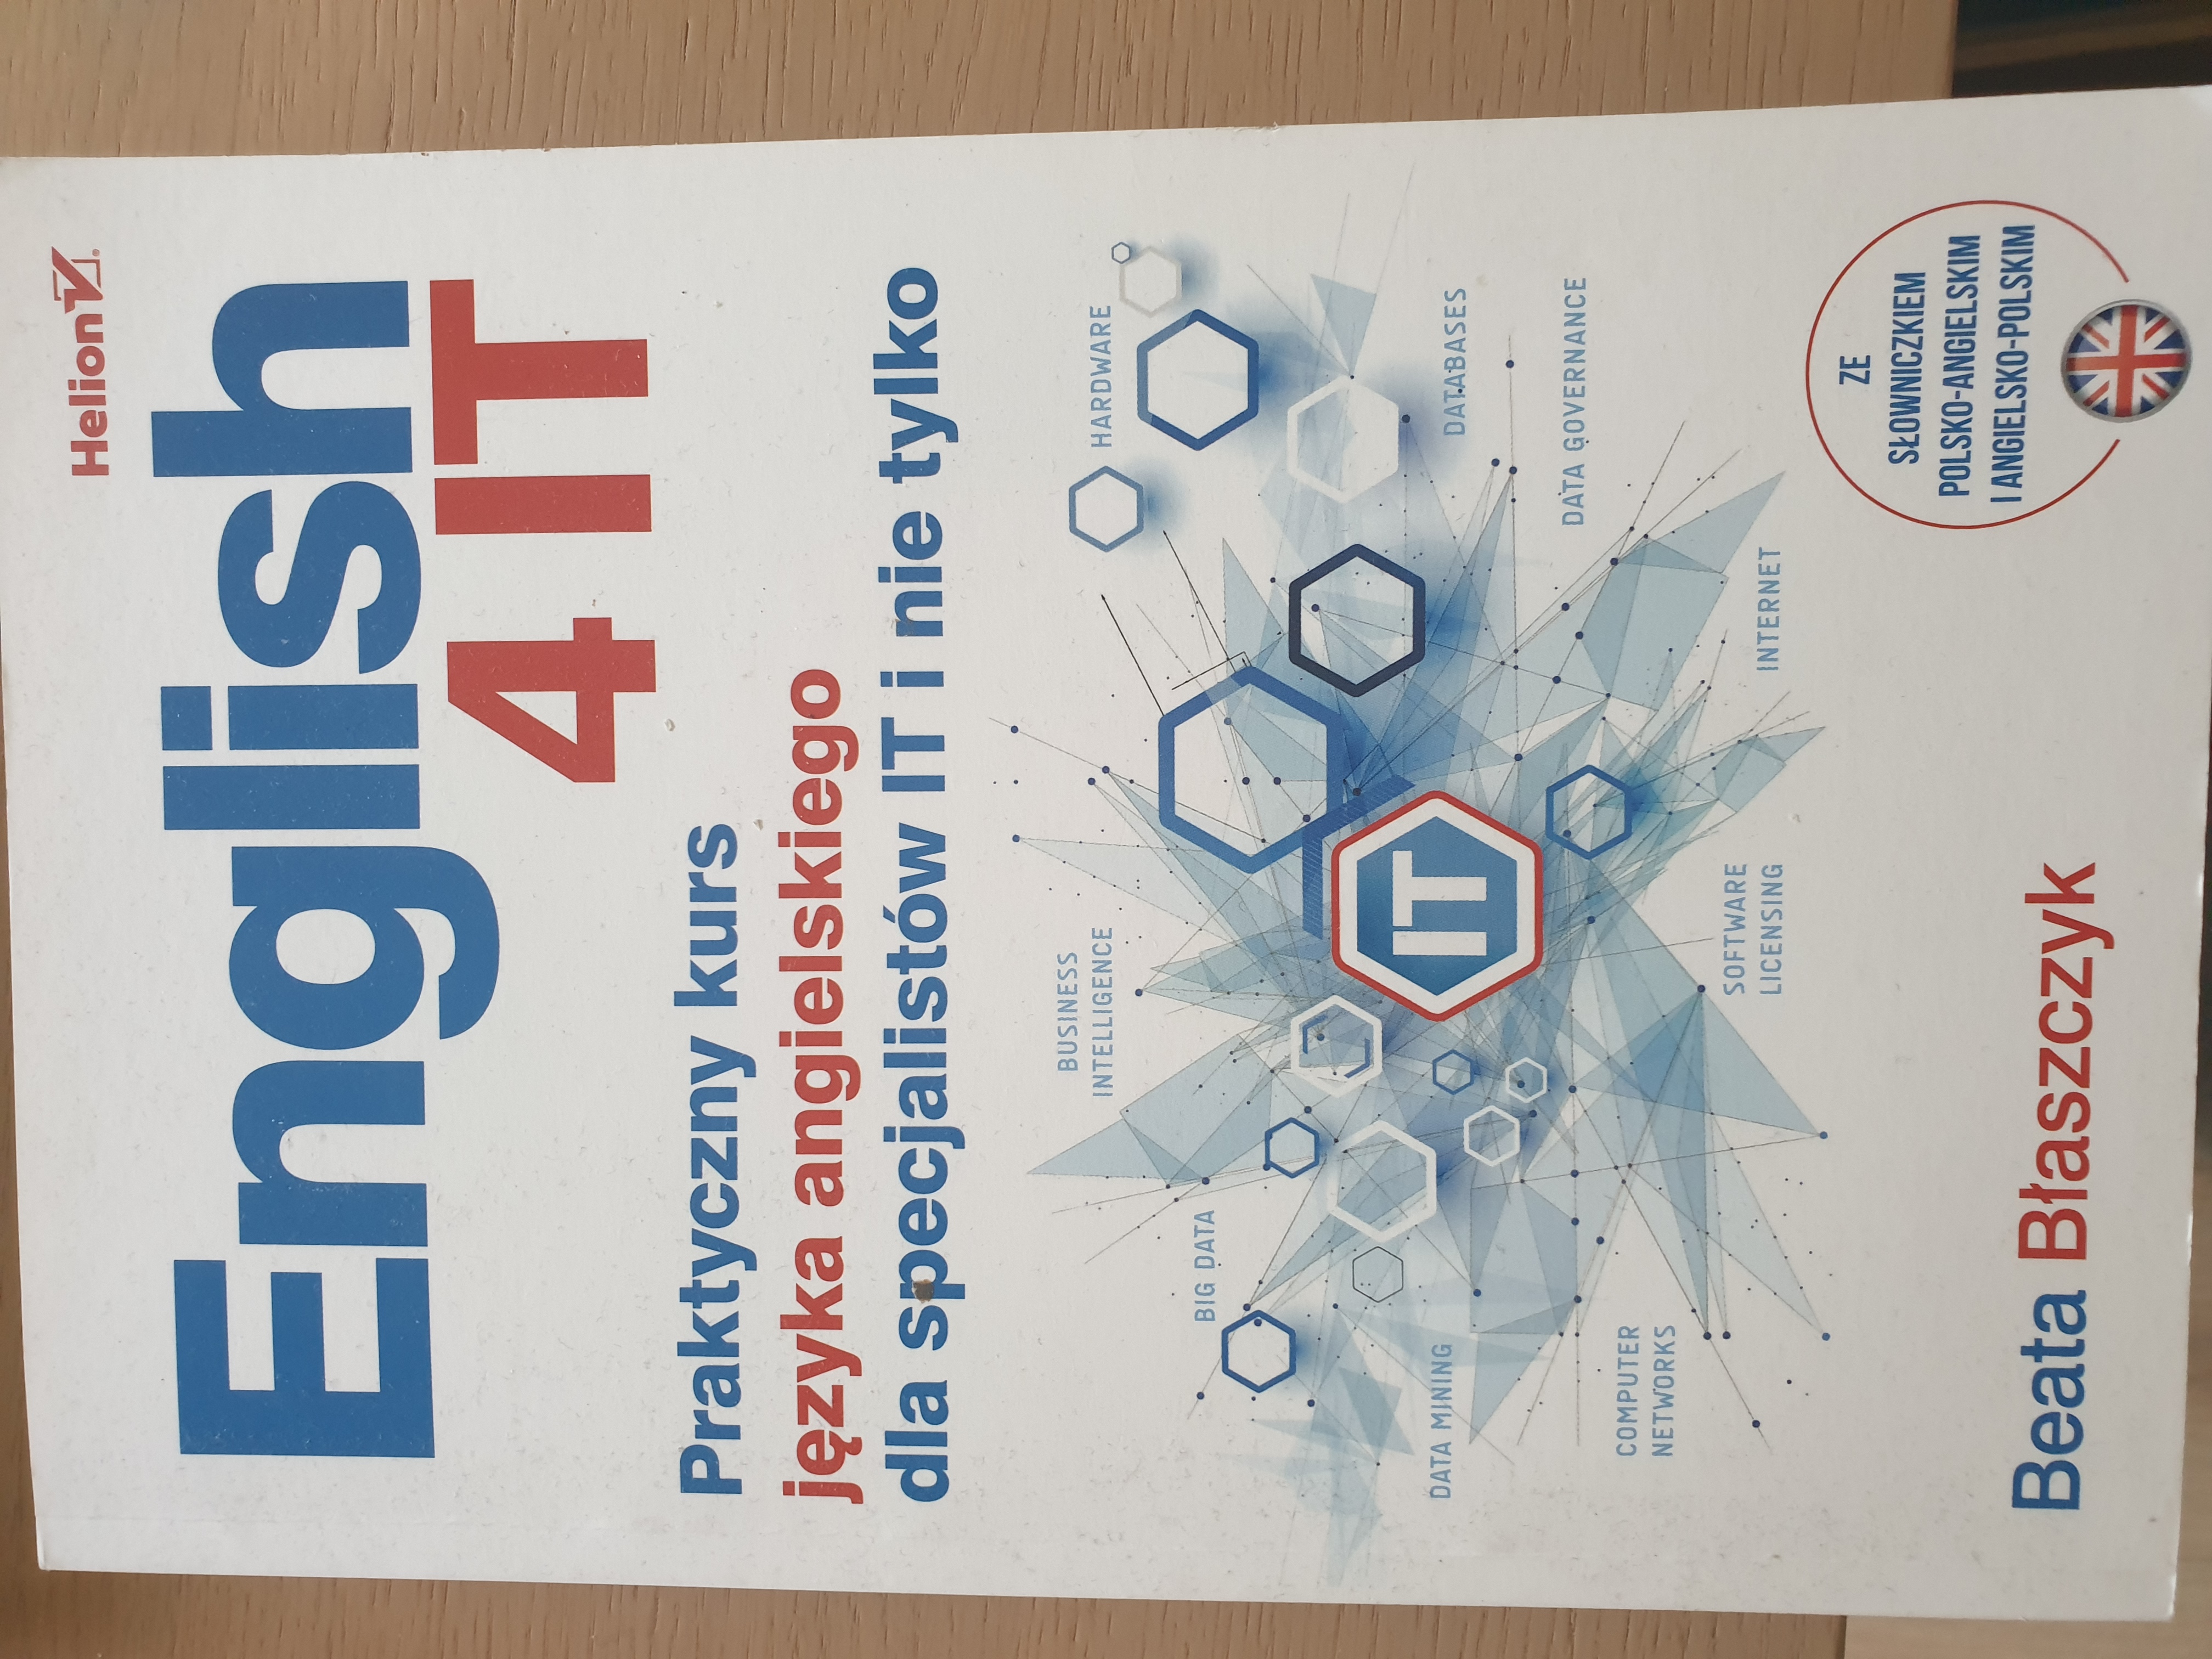 Helion
English
4 IT
Praktyczny kurs
języka angielskiego
dla specjalistów IT i nie tylko
BUSINESS
INTELLIGENCE
HARDWARE
BIG DATA
IT
DATA MINING
DATABASES
DATA GOVERNANCE
COMPUTER
NETWORKS
SOFTWARE
LICENSING
INTERNET
ZE
SŁOWNICZKIEM
POLSKO-ANGIELSKIM
I ANGIELSKO-POLSKIM
Beata Błaszczyk